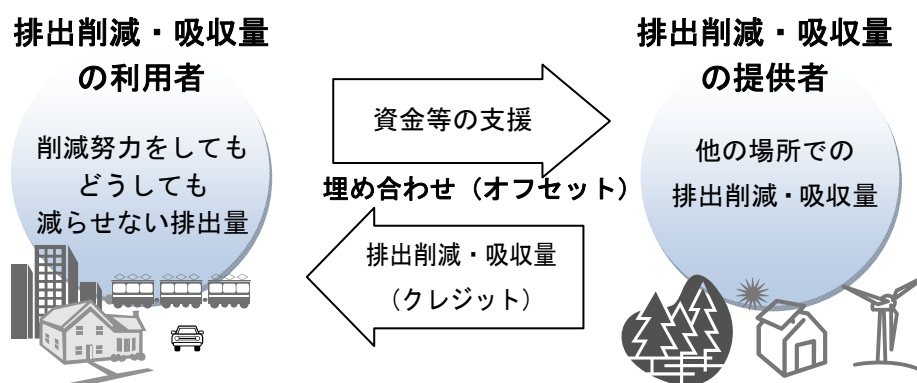 排出削減・吸収量
の利用者
削減努力をしても
どうしても
減らせない排出量
資金等の支援
埋め合わせ（オフセット）
排出削減・吸収量
（クレジット）
排出削減・吸収量
の提供者
他の場所での
排出削減・吸収量